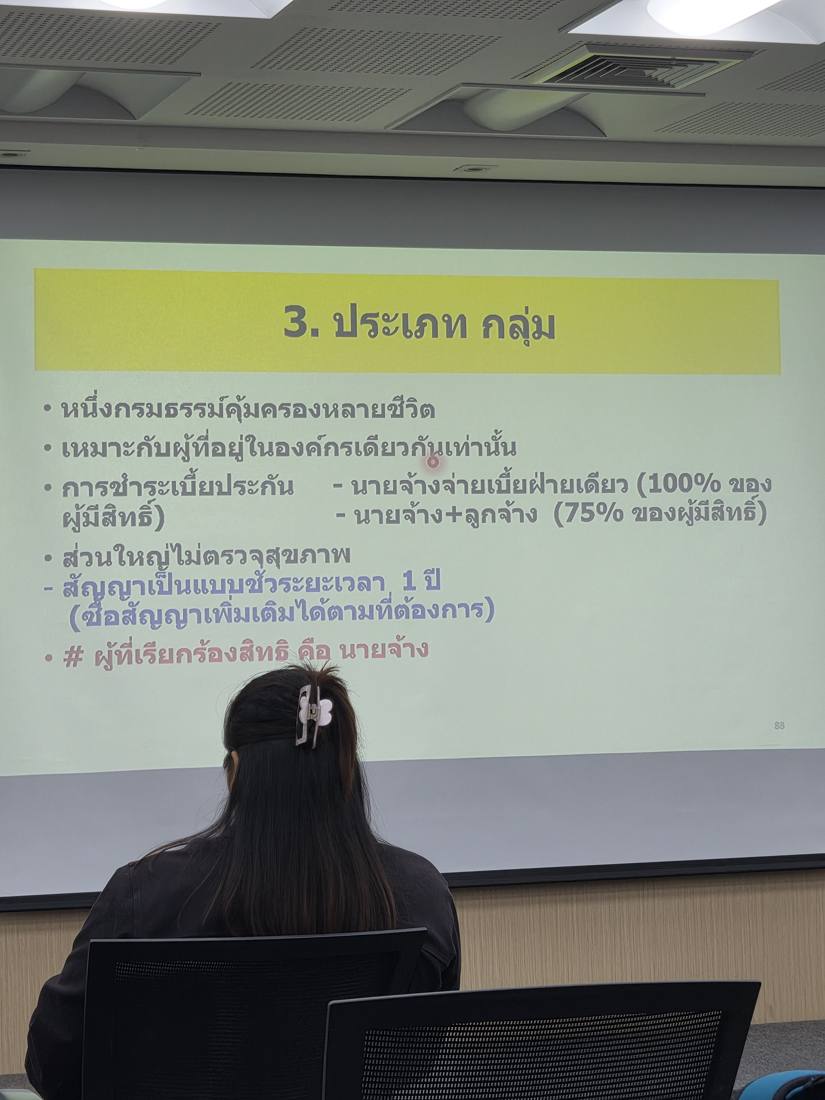 3. ประเภท กลุ่ม
• หนึ่งกรมธรรม์คุ้มครองหลายชีวิต
• เหมาะกับผู้ที่อยู่ในองค์กรเดียวกันเท่านั้น
• การชำระเบี้ยประกัน - นายจ้างจ่ายเบี้ยฝ่ายเดียว (100% ของ
ผู้มีสิทธิ์) - นายจ้าง+ลูกจ้าง (75% ของผู้มีสิทธิ์)
• ส่วนใหญ่ไม่ตรวจสุขภาพ
- สัญญาเป็นแบบชั่วระยะเวลา 1 ปี
(ซื้อสัญญาเพิ่มเติมได้ตามที่ต้องการ)
• # ผู้ที่เรียกร้องสิทธิ คือ นายจ้าง
88